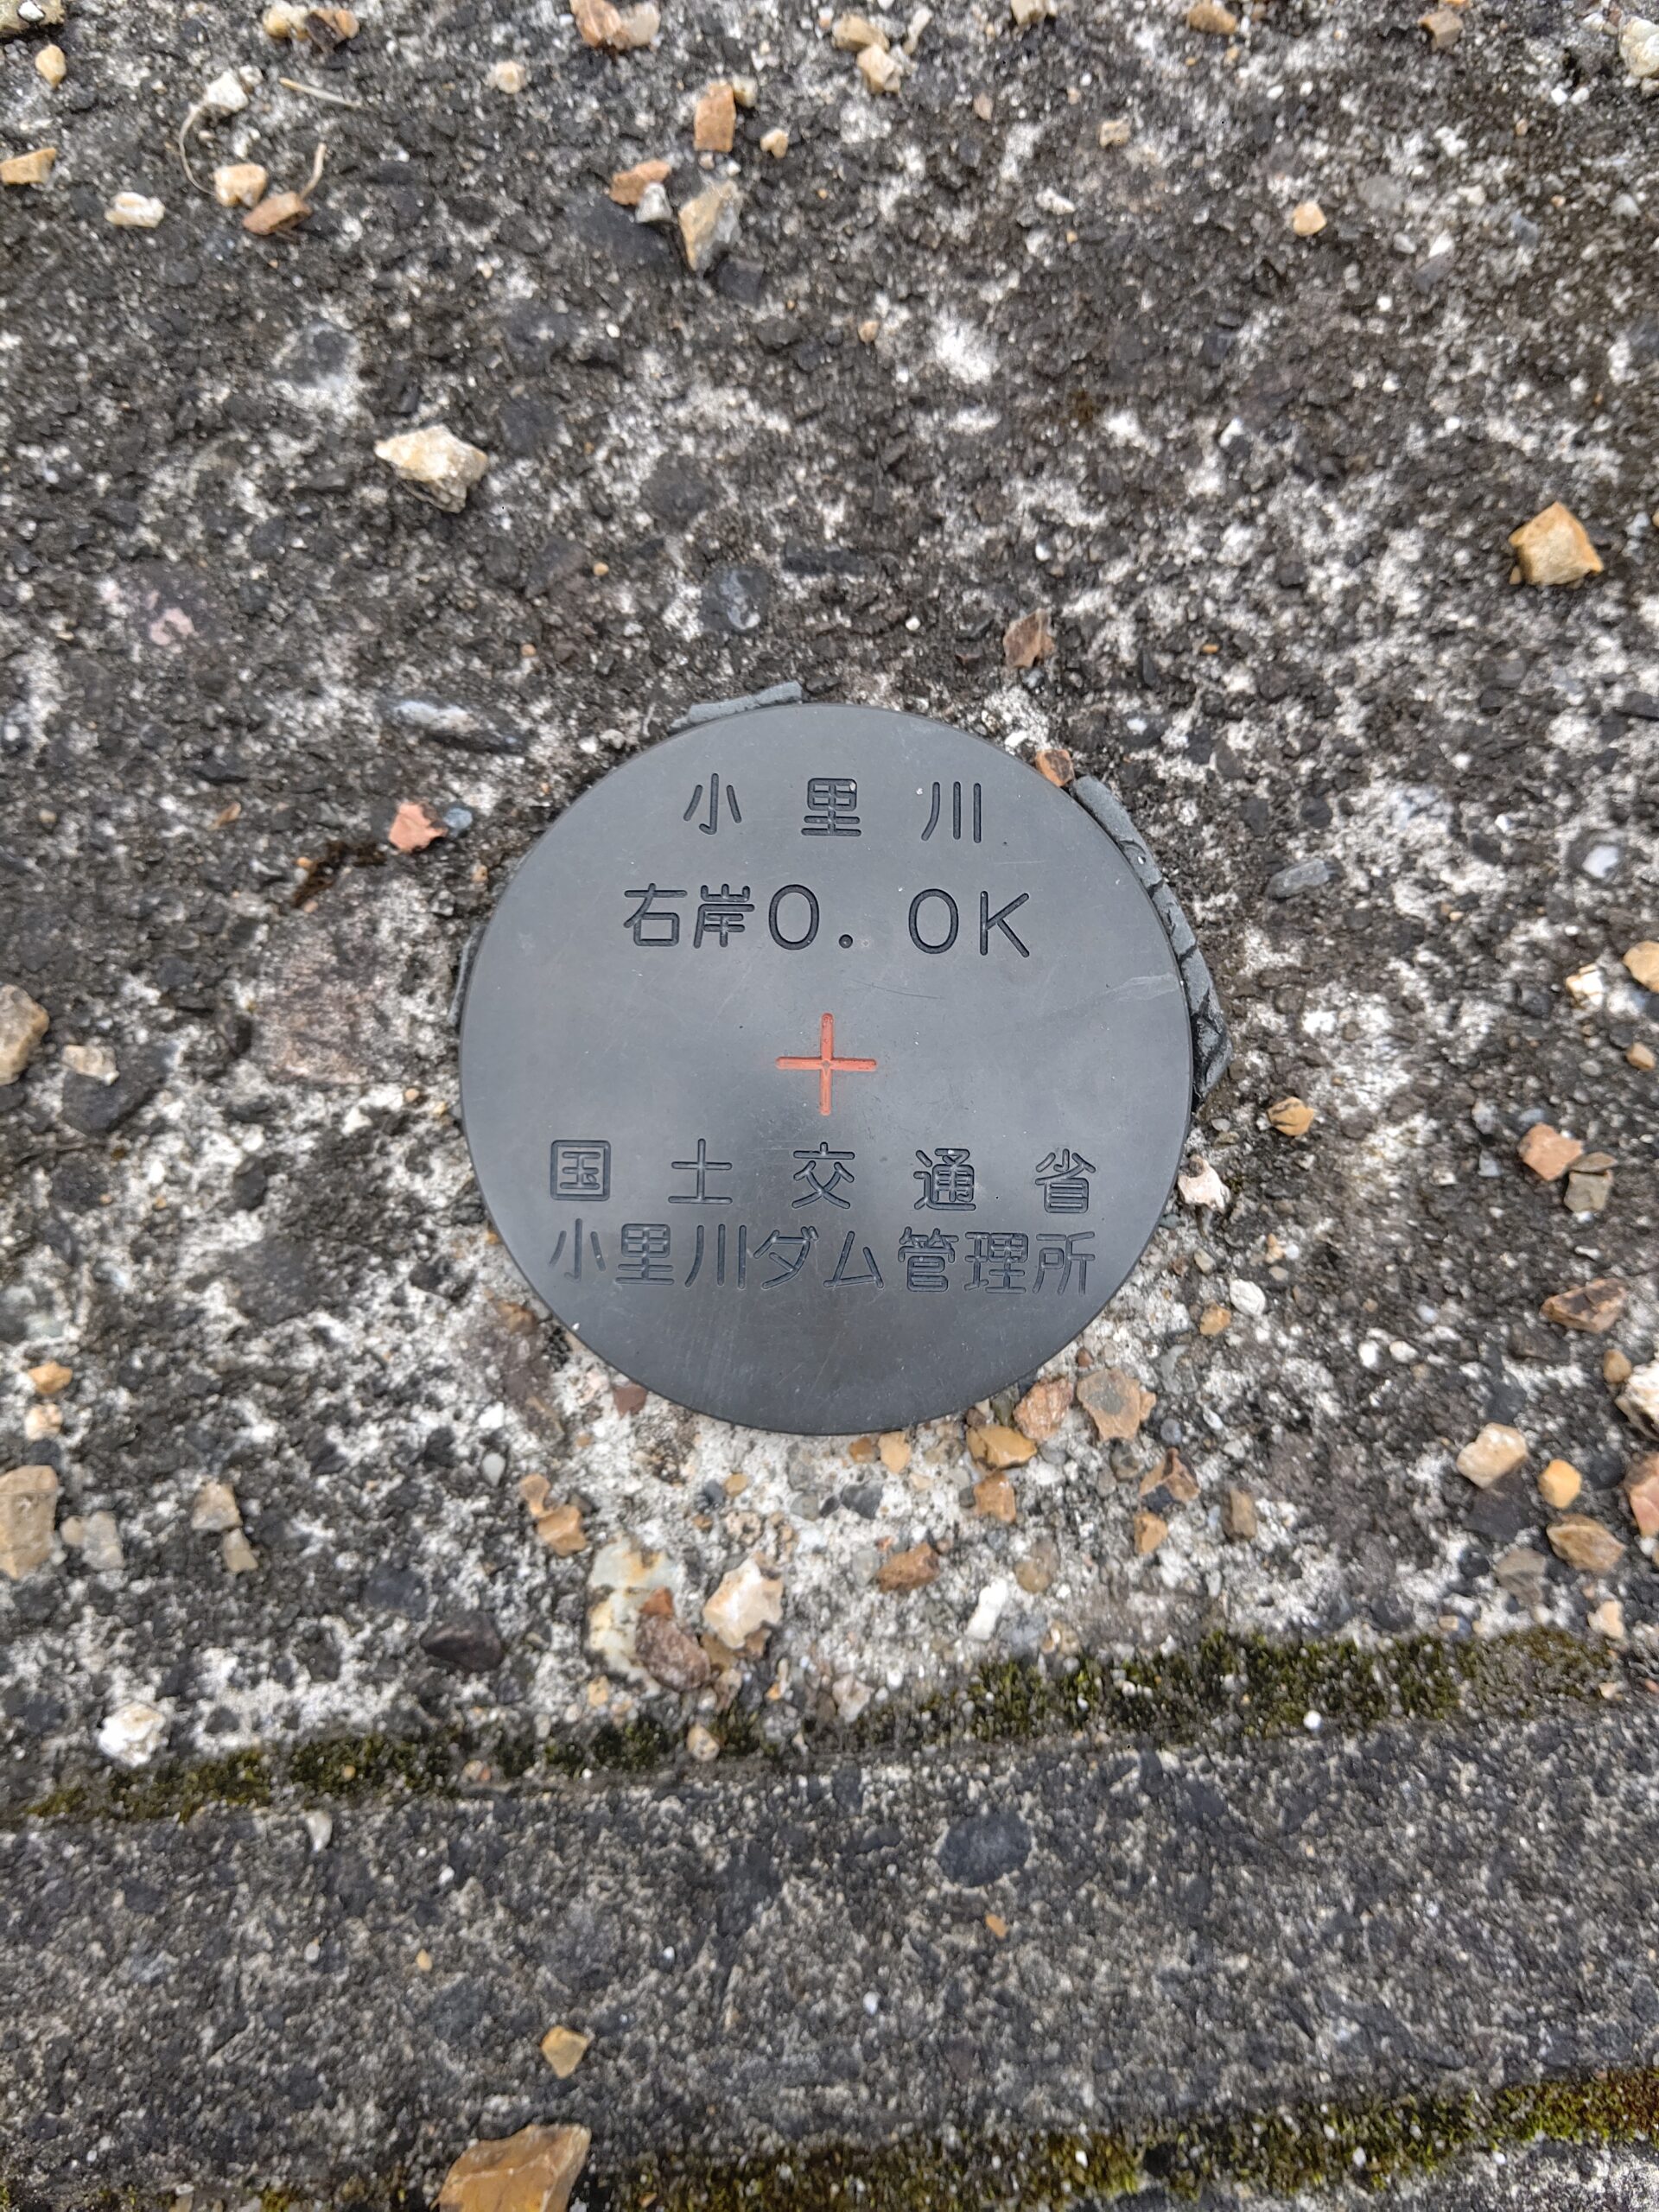 小里川
右岸0.0K
国土交通省
小里川ダム管理所